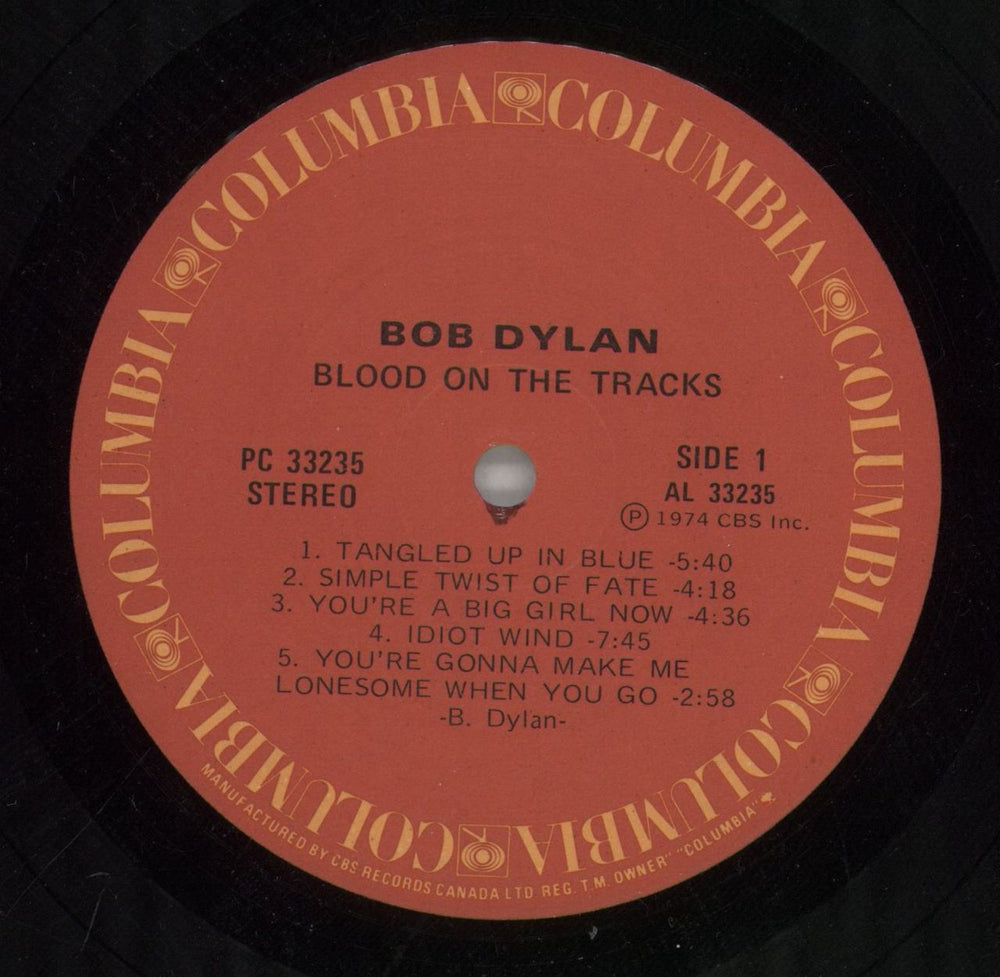 COLUMBIA COLUMBIA COLUMBIA COLUMBIA COLUMBIA COLUMBIA
BOB DYLAN
BLOOD ON THE TRACKS
PC 33235
STEREO
SIDE 1
AL 33235
Ⓟ 1974 CBS Inc.
1. TANGLED UP IN BLUE -5:40
2. SIMPLE TWIST OF FATE -4:18
3. YOU'RE A BIG GIRL NOW -4:36
4. IDIOT WIND -7:45
5. YOU'RE GONNA MAKE ME
LONESOME WHEN YOU GO -2:58
-B. Dylan-
MANUFACTURED BY CBS RECORDS CANADA LTD REG. T.M. OWNER" "COLUMBIA"